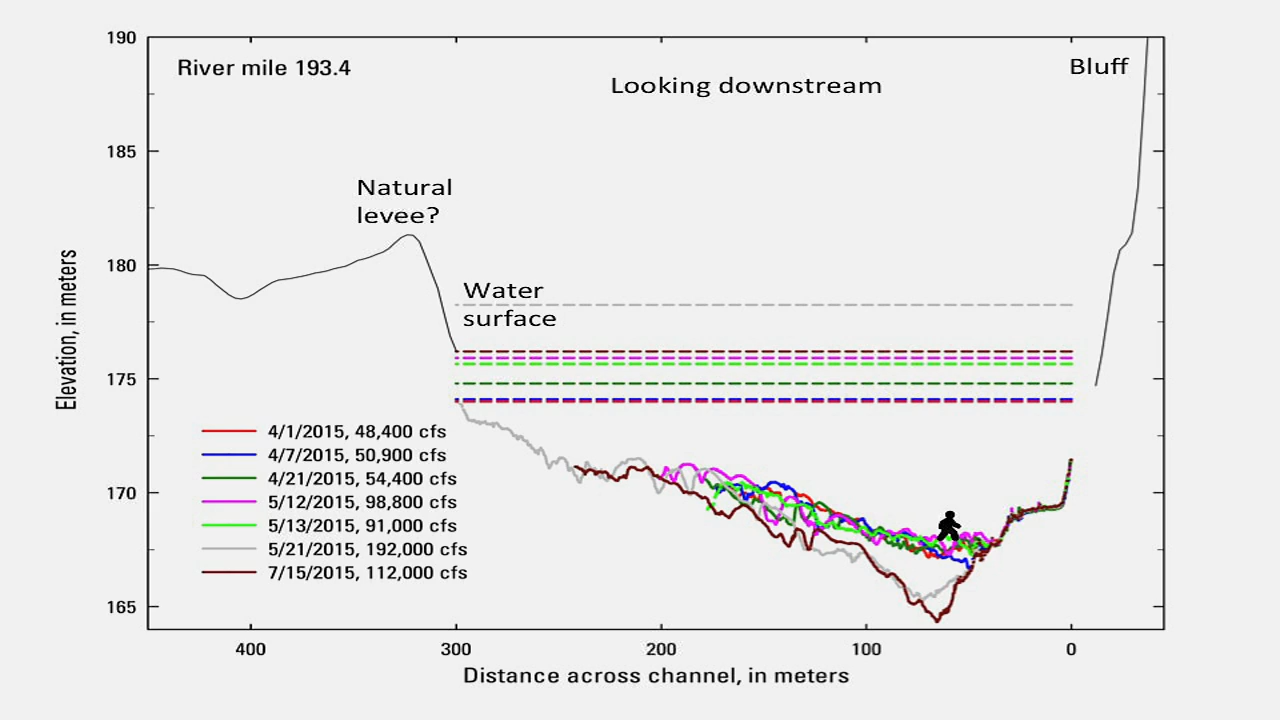 190
River mile 193.4
Looking downstream
Bluff
185
Natural
levee?
180
Water
surface
175
170
165
Elevation, in meters
4/1/2015, 48,400 cfs
4/7/2015, 50,900 cfs
4/21/2015, 54,400 cfs
5/12/2015, 98,800 cfs
5/13/2015, 91,000 cfs
5/21/2015, 192,000 cfs
7/15/2015, 112,000 cfs
400 300 200 100 0
Distance across channel, in meters